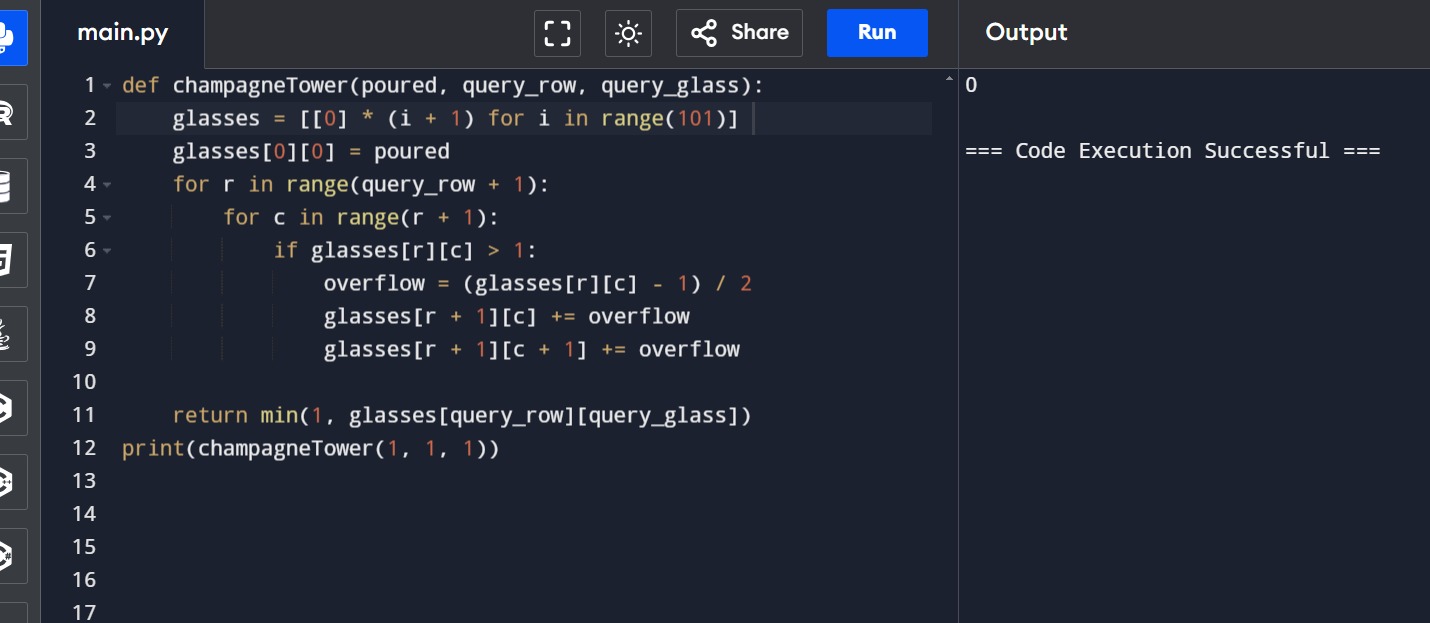 main.py
Share
Run
Output
1 def champagneTower(poured, query_row, query_glass):
2     glasses = [[0] * (i + 1) for i in range(101)]
3     glasses[0][0] = poured
4     for r in range(query_row + 1):
5         for c in range(r + 1):
6             if glasses[r][c] > 1:
7                 overflow = (glasses[r][c] - 1) / 2
8                 glasses[r + 1][c] += overflow
9                 glasses[r + 1][c + 1] += overflow
10
11     return min(1, glasses[query_row][query_glass])
12 print(champagneTower(1, 1, 1))
13
14
15
16
17
0
=== Code Execution Successful ===